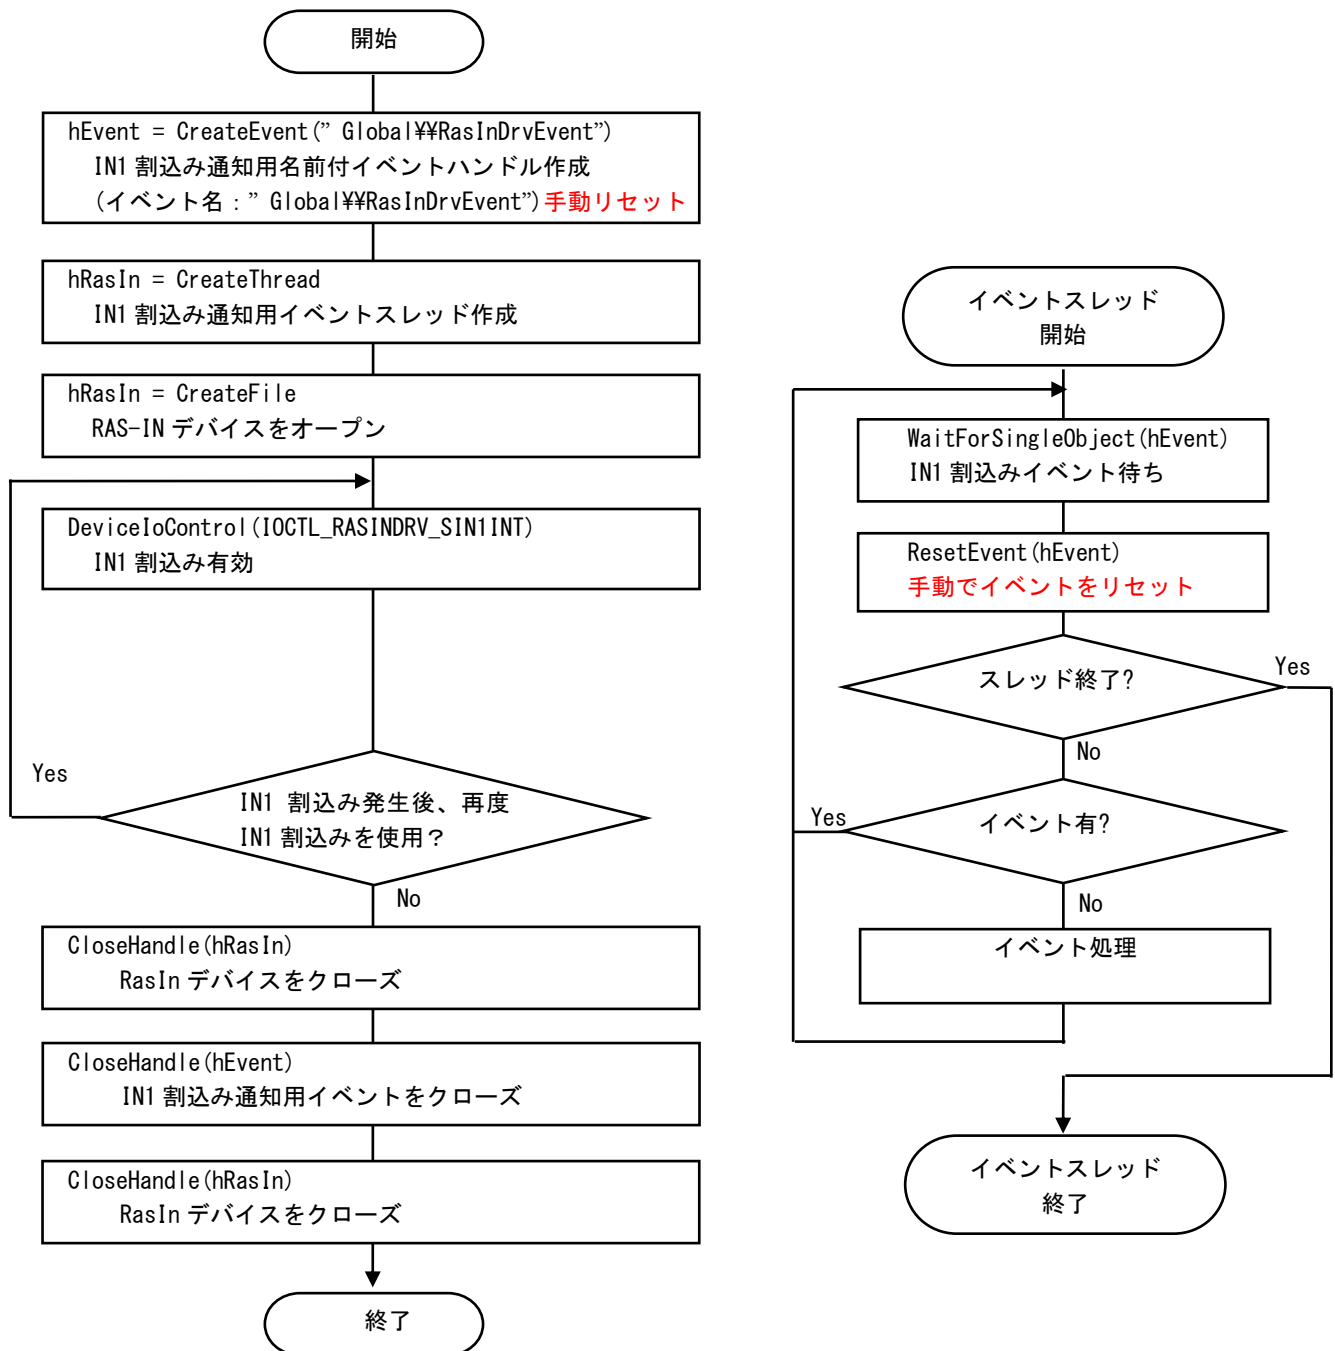 開始
hEvent = CreateEvent(” Global¥¥RasInDrvEvent”)
IN1 割込み通知用名前付イベントハンドル作成
(イベント名:” Global¥¥RasInDrvEvent”)手動リセット
hRasIn = CreateThread
IN1 割込み通知用イベントスレッド作成
hRasIn = CreateFile
RAS-IN デバイスをオープン
DeviceIoControl(IOCTL_RASINDRV_SIN1INT)
IN1 割込み有効
Yes
IN1 割込み発生後、再度
IN1 割込みを使用?
No
CloseHandle(hRasIn)
RasIn デバイスをクローズ
CloseHandle(hEvent)
IN1 割込み通知用イベントをクローズ
CloseHandle(hRasIn)
RasIn デバイスをクローズ
終了
イベントスレッド
開始
WaitForSingleObject(hEvent)
IN1 割込みイベント待ち
ResetEvent(hEvent)
手動でイベントをリセット
スレッド終了?
Yes
No
イベント有?
Yes
No
イベント処理
イベントスレッド
終了